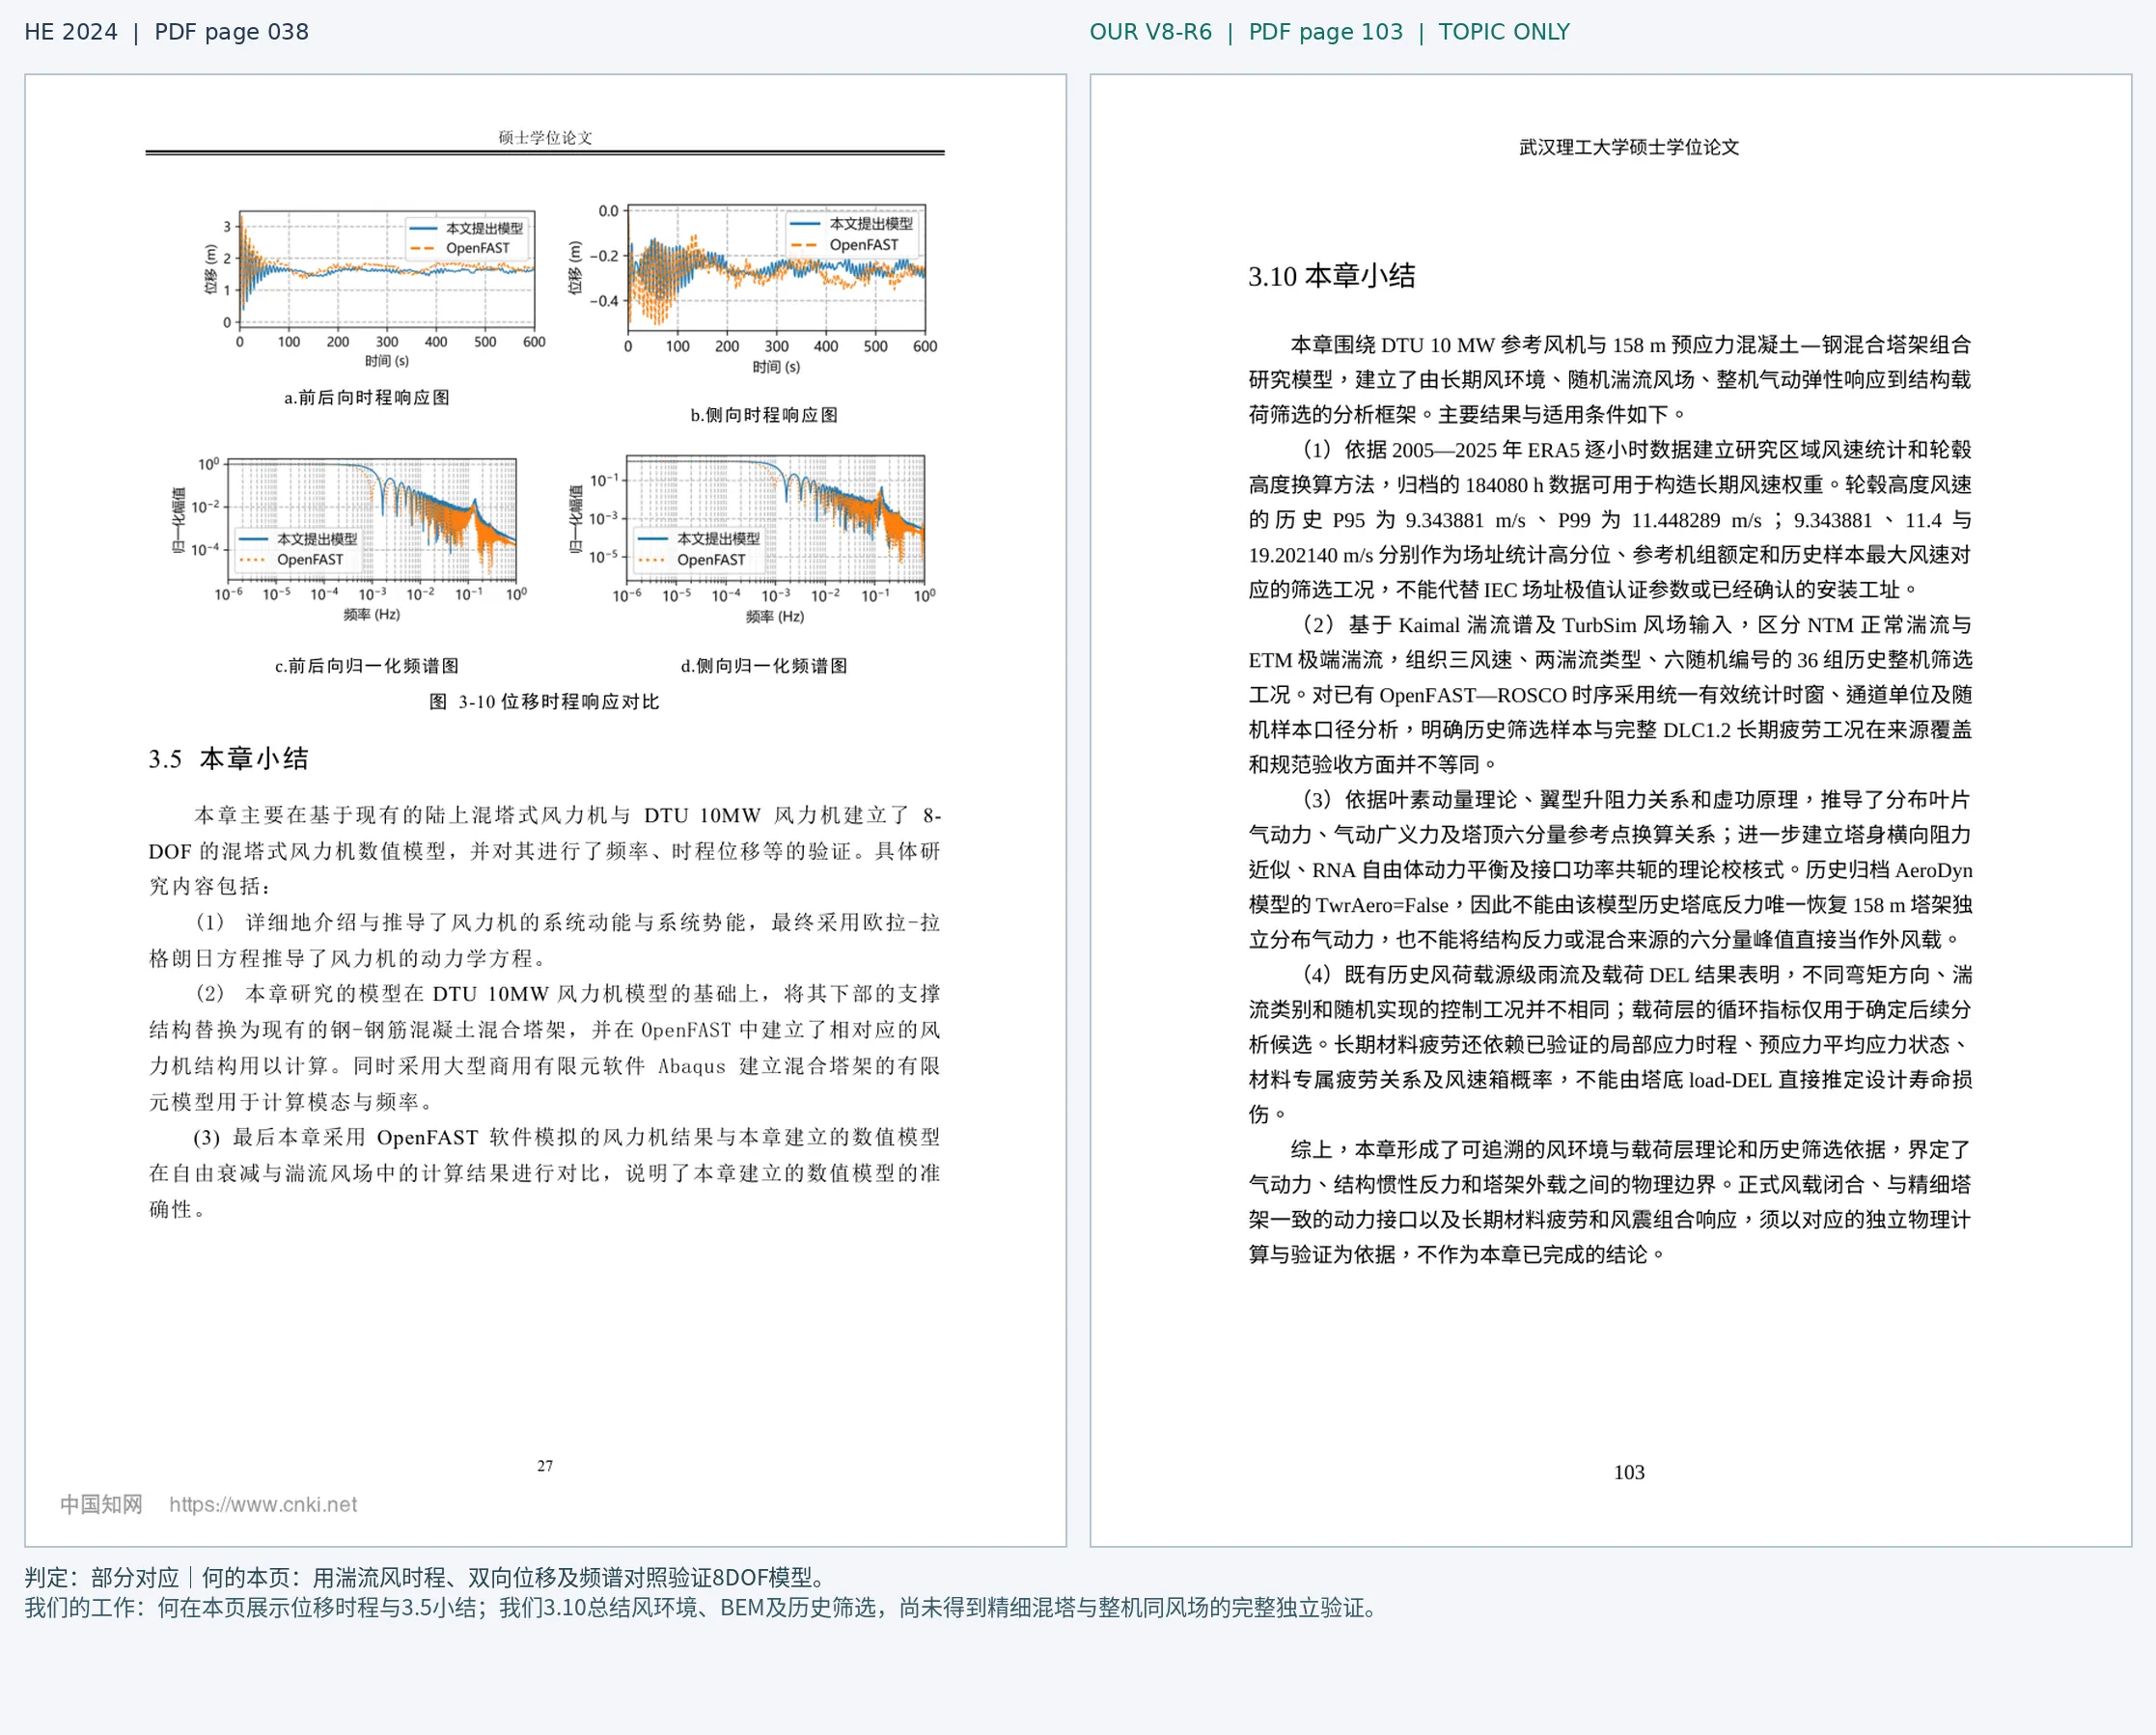 HE 2024 | PDF page 038
OUR V8-R6 | PDF page 103 | TOPIC ONLY
硕士学位论文
3
2
1
0
位移 (m)
本文提出模型
OpenFAST
0 100 200 300 400 500 600
时间 (s)
a.前后向时程响应图
0.0
−0.2
−0.4
位移 (m)
本文提出模型
OpenFAST
0 100 200 300 400 500 600
时间 (s)
b.侧向时程响应图
10⁰
10⁻²
10⁻⁴
归一化幅值
本文提出模型
OpenFAST
10⁻⁶ 10⁻⁵ 10⁻⁴ 10⁻³ 10⁻² 10⁻¹ 10⁰
频率 (Hz)
c.前后向归一化频谱图
10⁻¹
10⁻³
10⁻⁵
归一化幅值
本文提出模型
OpenFAST
10⁻⁶ 10⁻⁵ 10⁻⁴ 10⁻³ 10⁻² 10⁻¹ 10⁰
频率 (Hz)
d.侧向归一化频谱图
图 3-10 位移时程响应对比
3.5 本章小结
本章主要在基于现有的陆上混塔式风力机与 DTU 10MW 风力机建立了 8-
DOF 的混塔式风力机数值模型，并对其进行了频率、时程位移等的验证。具体研
究内容包括：
（1） 详细地介绍与推导了风力机的系统动能与系统势能，最终采用欧拉-拉
格朗日方程推导了风力机的动力学方程。
（2） 本章研究的模型在 DTU 10MW 风力机模型的基础上，将其下部的支撑
结构替换为现有的钢-钢筋混凝土混合塔架，并在 OpenFAST 中建立了相对应的风
力机结构用以计算。同时采用大型商用有限元软件 Abaqus 建立混合塔架的有限
元模型用于计算模态与频率。
(3) 最后本章采用 OpenFAST 软件模拟的风力机结果与本章建立的数值模型
在自由衰减与湍流风场中的计算结果进行对比，说明了本章建立的数值模型的准
确性。
27
中国知网 https://www.cnki.net
武汉理工大学硕士学位论文
3.10 本章小结
本章围绕 DTU 10 MW 参考风机与 158 m 预应力混凝土—钢混合塔架组合
研究模型，建立了由长期风环境、随机湍流风场、整机气动弹性响应到结构载
荷筛选的分析框架。主要结果与适用条件如下。
（1）依据 2005—2025 年 ERA5 逐小时数据建立研究区域风速统计和轮毂
高度换算方法，归档的 184080 h 数据可用于构造长期风速权重。轮毂高度风速
的历史 P95 为 9.343881 m/s、P99 为 11.448289 m/s；9.343881、11.4 与
19.202140 m/s 分别作为场址统计高分位、参考机组额定和历史样本最大风速对
应的筛选工况，不能代替 IEC 场址极值认证参数或已经确认的安装工址。
（2）基于 Kaimal 湍流谱及 TurbSim 风场输入，区分 NTM 正常湍流与
ETM 极端湍流，组织三风速、两湍流类型、六随机编号的 36 组历史整机筛选
工况。对已有 OpenFAST—ROSCO 时序采用统一有效统计时窗、通道单位及随
机样本口径分析，明确历史筛选样本与完整 DLC1.2 长期疲劳工况在来源覆盖
和规范验收方面并不等同。
（3）依据叶素动量理论、翼型升阻力关系和虚功原理，推导了分布叶片
气动力、气动广义力及塔顶六分量参考点换算关系；进一步建立塔身横向阻力
近似、RNA 自由体动力平衡及接口功率共轭的理论校核式。历史归档 AeroDyn
模型的 TwrAero=False，因此不能由该模型历史塔底反力唯一恢复 158 m 塔架独
立分布气动力，也不能将结构反力或混合来源的六分量峰值直接当作外风载。
（4）既有历史风荷载源级雨流及载荷 DEL 结果表明，不同弯矩方向、湍
流类别和随机实现的控制工况并不相同；载荷层的循环指标仅用于确定后续分
析候选。长期材料疲劳还依赖已验证的局部应力时程、预应力平均应力状态、
材料专属疲劳关系及风速箱概率，不能由塔底 load-DEL 直接推定设计寿命损
伤。
综上，本章形成了可追溯的风环境与载荷层理论和历史筛选依据，界定了
气动力、结构惯性反力和塔架外载之间的物理边界。正式风载闭合、与精细塔
架一致的动力接口以及长期材料疲劳和风震组合响应，须以对应的独立物理计
算与验证为依据，不作为本章已完成的结论。
103
判定：部分对应｜何的本页：用湍流风时程、双向位移及频谱对照验证8DOF模型。
我们的工作：何在本页展示位移时程与3.5小结；我们3.10总结风环境、BEM及历史筛选，尚未得到精细混塔与整机同风场的完整独立验证。